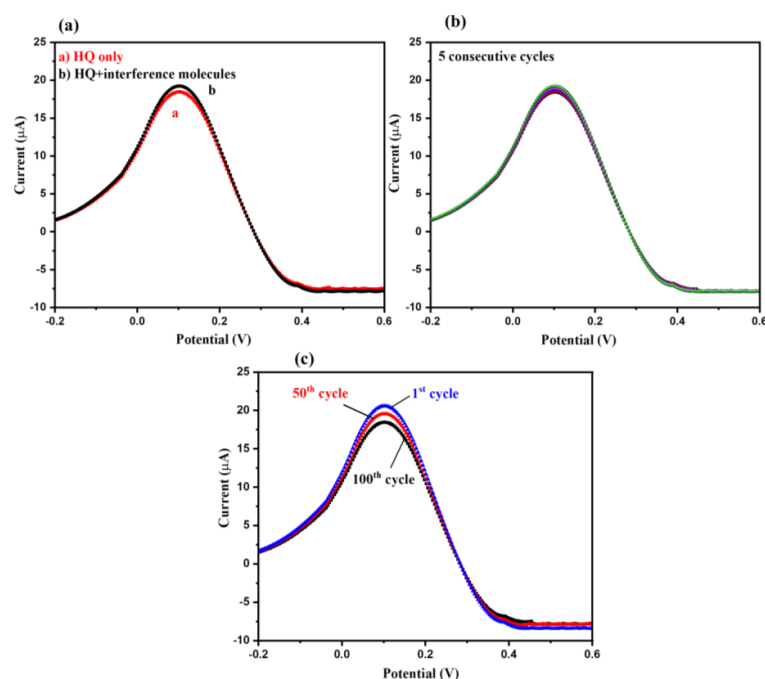 (a)
a) HQ only
b) HQ+interference molecules
b
a
25
20
15
10
5
0
-5
-10
Current (μA)
-0.2 0.0 0.2 0.4 0.6
Potential (V)
(b)
5 consecutive cycles
25
20
15
10
5
0
-5
-10
Current (μA)
-0.2 0.0 0.2 0.4 0.6
Potential (V)
(c)
50th cycle
1st cycle
100th cycle
25
20
15
10
5
0
-5
-10
Current (μA)
-0.2 0.0 0.2 0.4 0.6
Potential (V)